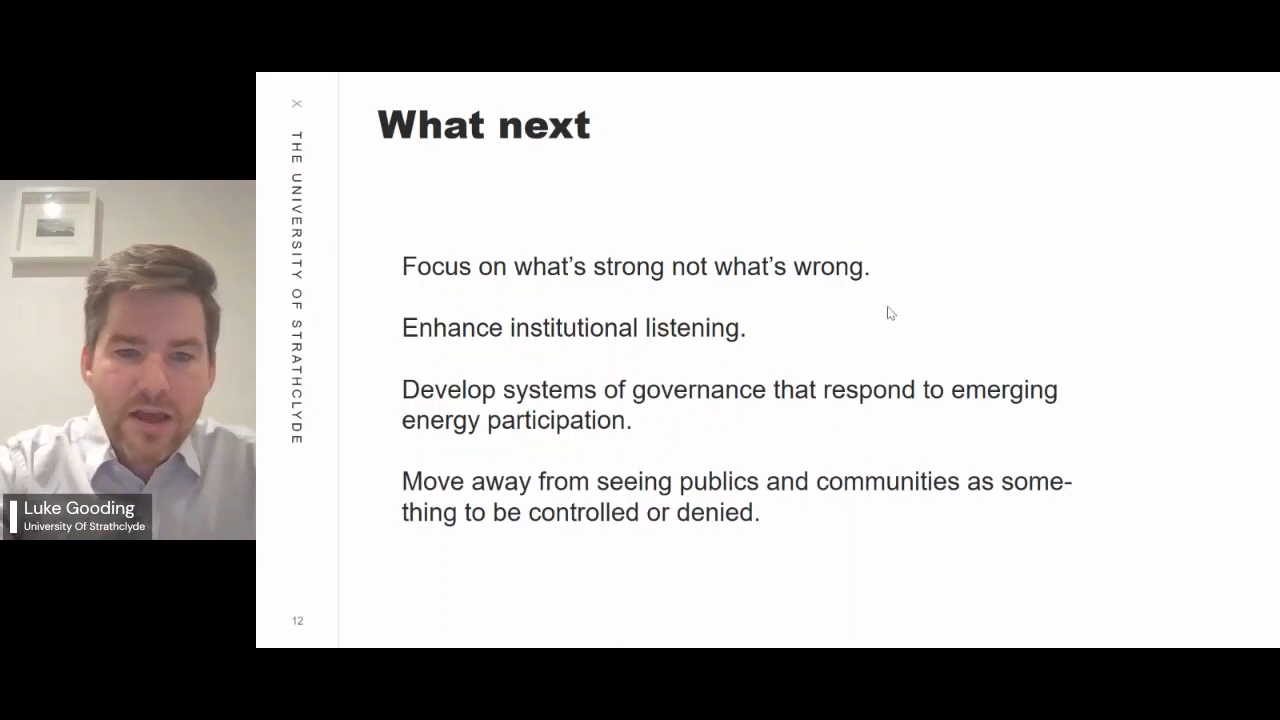 X THE UNIVERSITY OF STRATHCLYDE
What next
Focus on what's strong not what's wrong.
Enhance institutional listening.
Develop systems of governance that respond to emerging
energy participation.
Move away from seeing publics and communities as some-
thing to be controlled or denied.
12
Luke Gooding
University Of Strathclyde